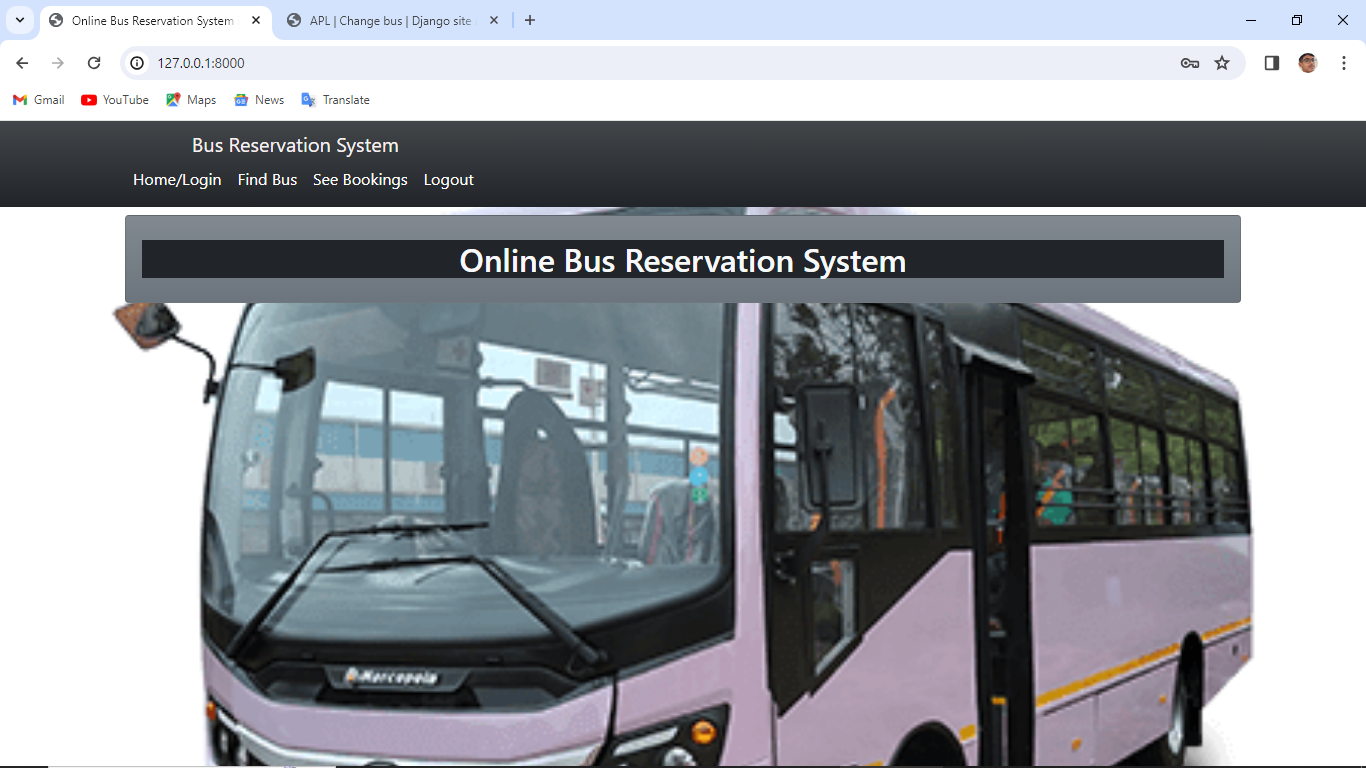 Online Bus Reservation System
APL | Change bus | Django site
127.0.0.1:8000
Gmail YouTube Maps News Translate
Bus Reservation System
Home/Login Find Bus See Bookings Logout
Online Bus Reservation System
Marcopolo